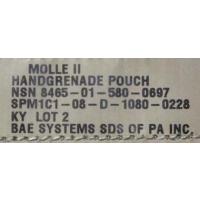 MOLLE II
HANDGRENADE POUCH
NSN 8465-01-580-0697
SPM1C1-08-D-1080-0228
KY LOT 2
BAE SYSTEMS SDS OF PA INC.